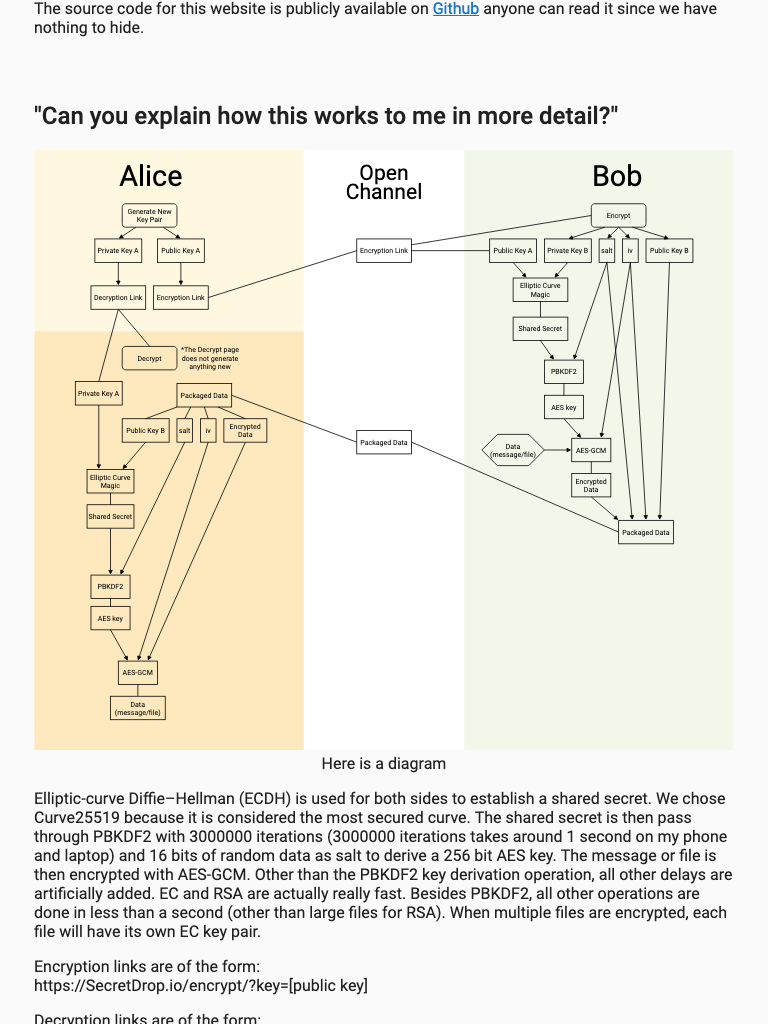 The source code for this website is publicly available on Github anyone can read it since we have
nothing to hide.
"Can you explain how this works to me in more detail?"
Alice
Open
Channel
Bob
Generate New
Key Pair
Encrypt
Private Key A
Public Key A
Encryption Link
Public Key A
Private Key B
salt
iv
Public Key B
Decryption Link
Encryption Link
Elliptic Curve
Magic
Shared Secret
Decrypt
*The Decrypt page
does not generate
anything new
PBKDF2
Private Key A
Packaged Data
AES key
Public Key B
salt
iv
Encrypted
Data
Packaged Data
Data
(message/file)
AES-GCM
Elliptic Curve
Magic
Encrypted
Data
Shared Secret
Packaged Data
PBKDF2
AES key
AES-GCM
Data
(message/file)
Here is a diagram
Elliptic-curve Diffie–Hellman (ECDH) is used for both sides to establish a shared secret. We chose
Curve25519 because it is considered the most secured curve. The shared secret is then pass
through PBKDF2 with 3000000 iterations (3000000 iterations takes around 1 second on my phone
and laptop) and 16 bits of random data as salt to derive a 256 bit AES key. The message or file is
then encrypted with AES-GCM. Other than the PBKDF2 key derivation operation, all other delays are
artificially added. EC and RSA are actually really fast. Besides PBKDF2, all other operations are
done in less than a second (other than large files for RSA). When multiple files are encrypted, each
file will have its own EC key pair.
Encryption links are of the form:
https://SecretDrop.io/encrypt/?key=[public key]
Decryption links are of the form: